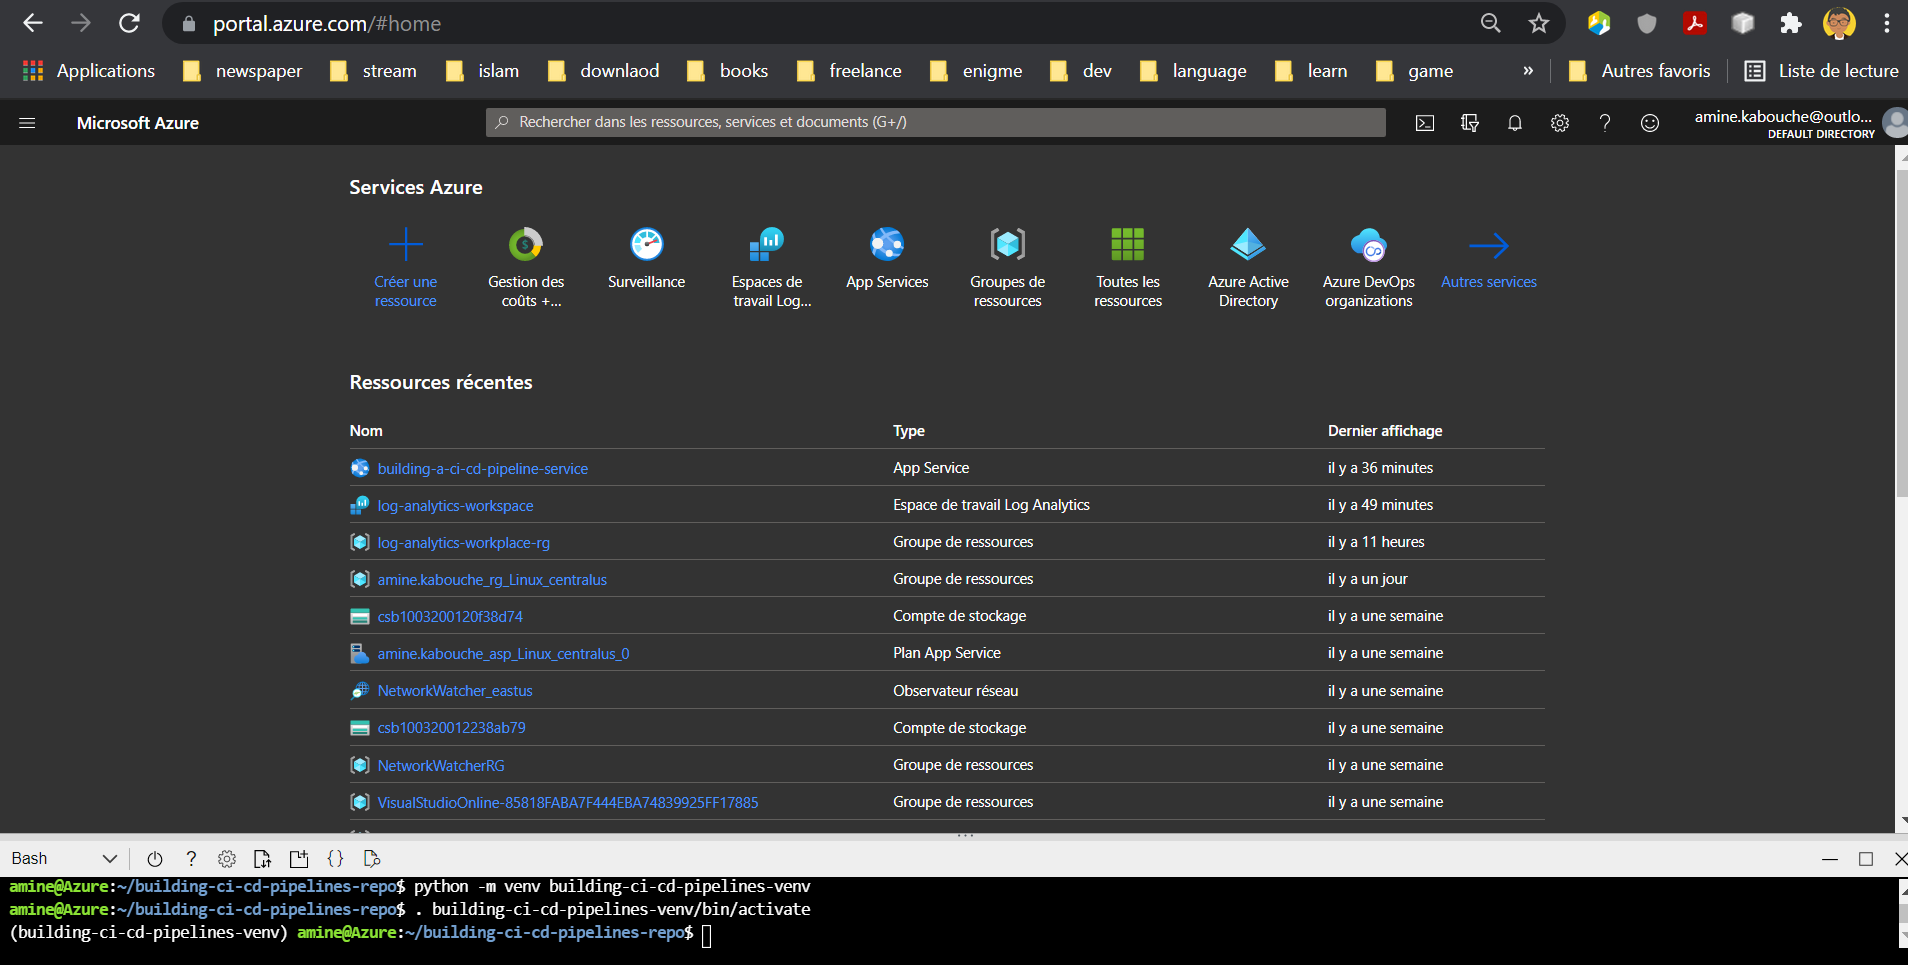 portal.azure.com/#home
Applications newspaper stream islam downlaod books freelance enigme dev language learn game » Autres favoris Liste de lecture
Microsoft Azure Rechercher dans les ressources, services et documents (G+/) amine.kabouche@outlo...
DEFAULT DIRECTORY
Services Azure
Créer une ressource
Gestion des coûts +...
Surveillance
Espaces de travail Log...
App Services
Groupes de ressources
Toutes les ressources
Azure Active Directory
Azure DevOps organizations
Autres services
Ressources récentes
Nom Type Dernier affichage
building-a-ci-cd-pipeline-service App Service il y a 36 minutes
log-analytics-workspace Espace de travail Log Analytics il y a 49 minutes
log-analytics-workplace-rg Groupe de ressources il y a 11 heures
amine.kabouche_rg_Linux_centralus Groupe de ressources il y a un jour
csb1003200120f38d74 Compte de stockage il y a une semaine
amine.kabouche_asp_Linux_centralus_0 Plan App Service il y a une semaine
NetworkWatcher_eastus Observateur réseau il y a une semaine
csb100320012238ab79 Compte de stockage il y a une semaine
NetworkWatcherRG Groupe de ressources il y a une semaine
VisualStudioOnline-85818FABA7F444EBA74839925FF17885 Groupe de ressources il y a une semaine
Bash
amine@Azure:~/building-ci-cd-pipelines-repo$ python -m venv building-ci-cd-pipelines-venv
amine@Azure:~/building-ci-cd-pipelines-repo$ . building-ci-cd-pipelines-venv/bin/activate
(building-ci-cd-pipelines-venv) amine@Azure:~/building-ci-cd-pipelines-repo$